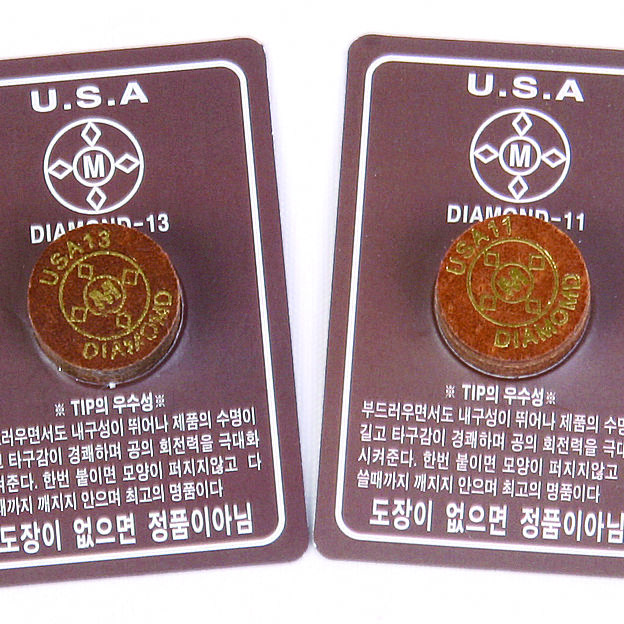 U.S.A
M
DIAMOND-13
USA13
M
DIAMOND
※ TIP의 우수성※
러우면서도 내구성이 뛰어나 제품의 수명이
고 타구감이 경쾌하며 공의 회전력을 극대화
켜준다. 한번 붙이면 모양이 퍼지지않고 다
때까지 깨지지 안으며 최고의 명품이다
도장이 없으면 정품이아님
U.S.A
M
DIAMOND-11
USA11
M
DIAMOND
※ TIP의 우수성※
부드러우면서도 내구성이 뛰어나 제품의 수명
길고 타구감이 경쾌하며 공의 회전력을 극대
시켜준다. 한번 붙이면 모양이 퍼지지않고
쓸때까지 깨지지 안으며 최고의 명품이다
도장이 없으면 정품이아님